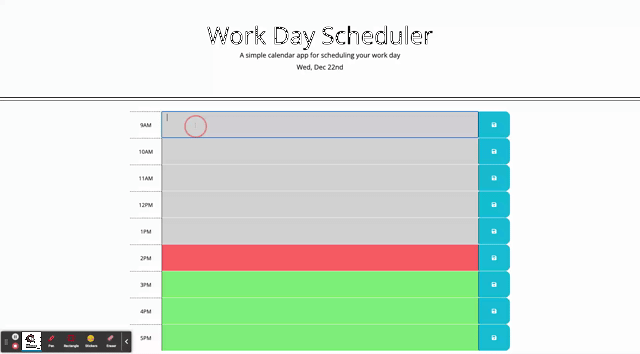 Work Day Scheduler
A simple calendar app for scheduling your work day
Wed, Dec 22nd
9AM
10AM
11AM
12PM
1PM
2PM
3PM
4PM
5PM
Pen
Rectangle
Stickers
Eraser